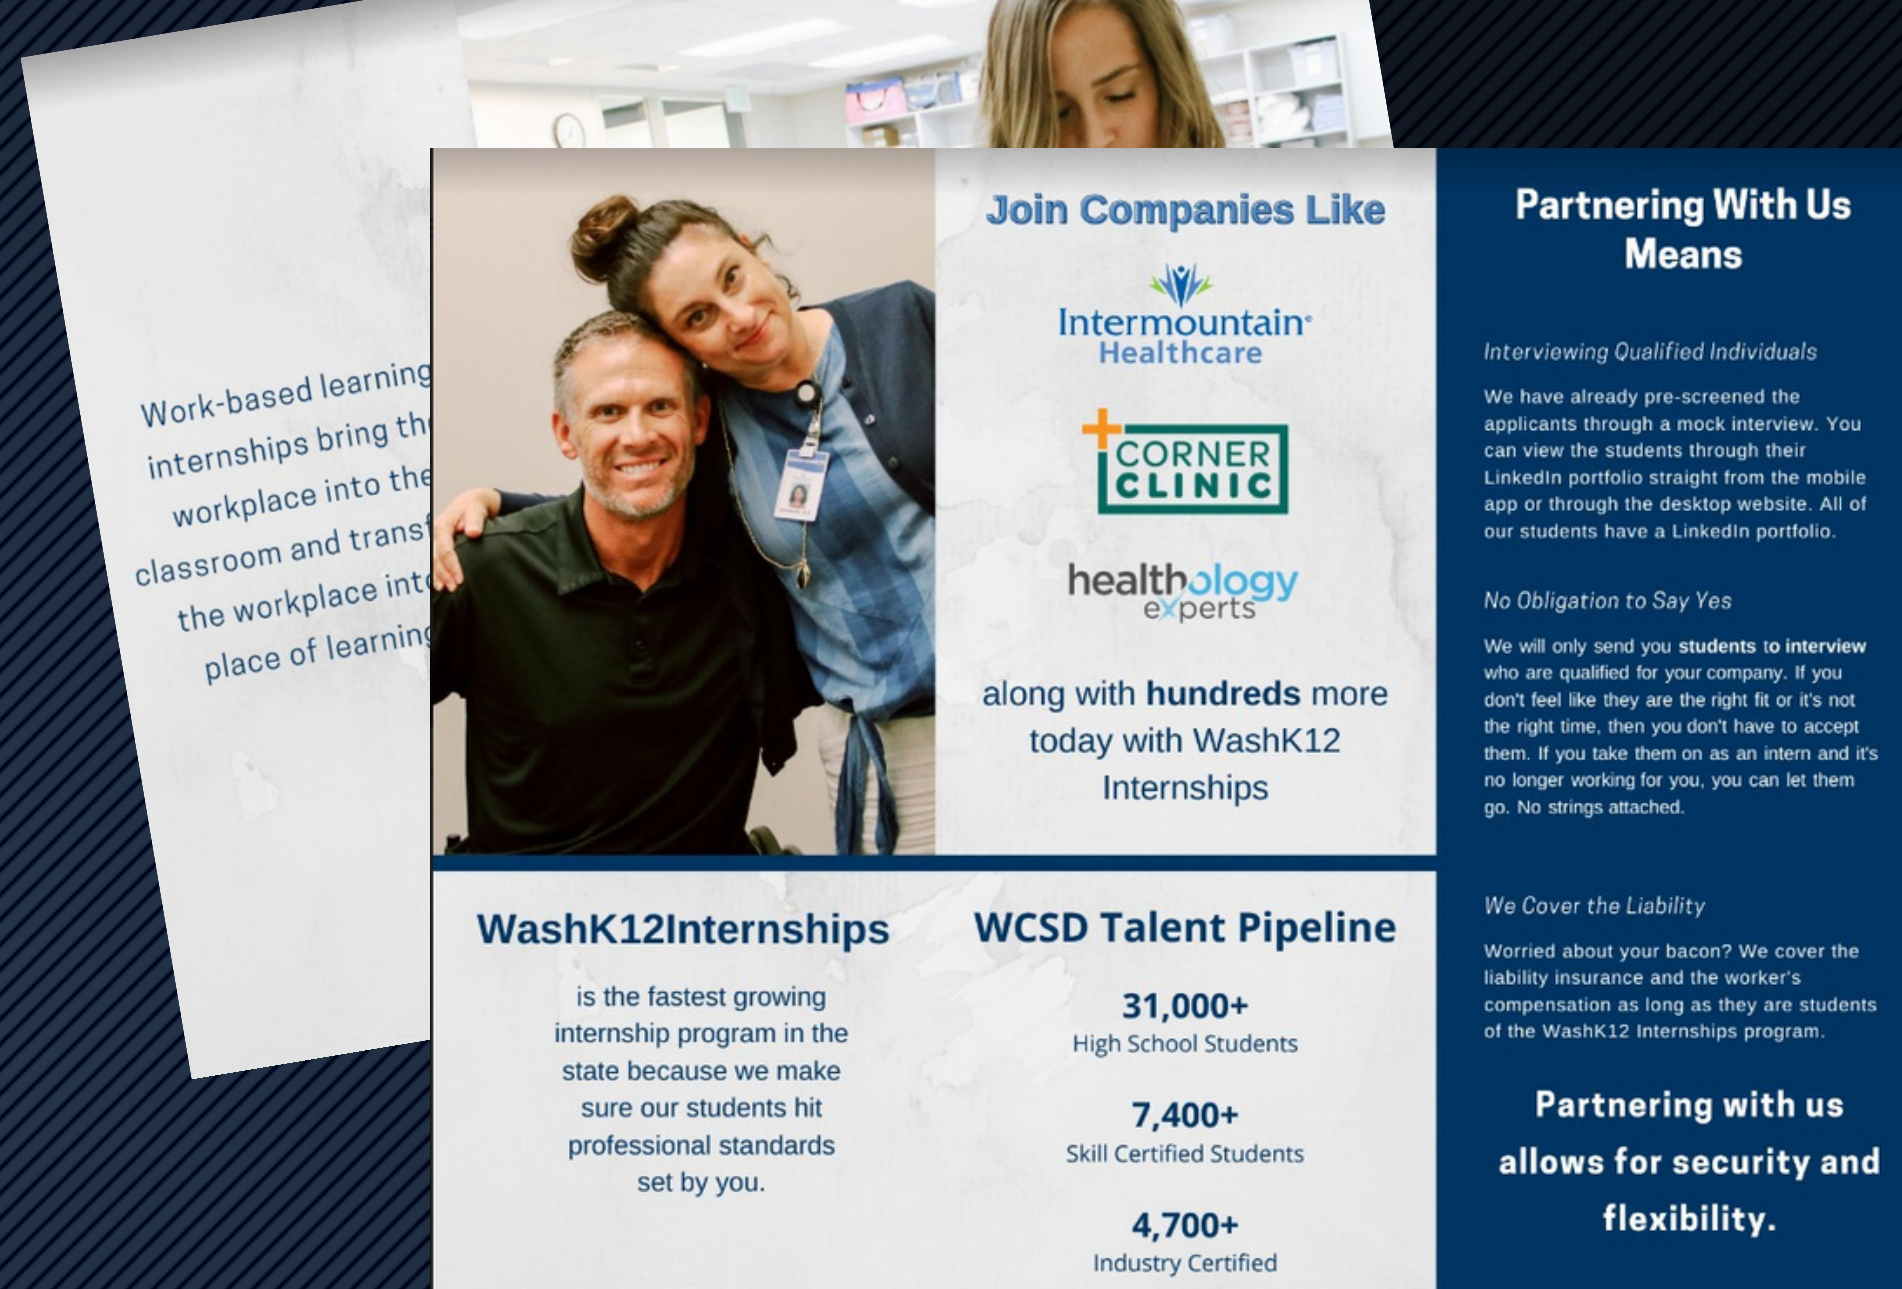 Work-based learning
internships bring
workplace into the
classroom and
the workplace
place of learning
Join Companies Like
Intermountain
Healthcare
CORNER
CLINIC
healthology
experts
along with hundreds more
today with WashK12
Internships
WashK12Internships
is the fastest growing
internship program in the
state because we make
sure our students hit
professional standards
set by you.
WCSD Talent Pipeline
31,000+
High School Students
7,400+
Skill Certified Students
4,700+
Industry Certified
Partnering With Us
Means
Interviewing Qualified Individuals
We have already pre-screened the
applicants through a mock interview. You
can view the students through their
LinkedIn portfolio straight from the mobile
app or through the desktop website. All of
our students have a LinkedIn portfolio.
No Obligation to Say Yes
We will only send you students to interview
who are qualified for your company. If you
don't feel like they are the right fit or it's not
the right time, then you don't have to accept
them. If you take them on as an intern and it's
no longer working for you, you can let them
go. No strings attached.
We Cover the Liability
Worried about your bacon? We cover the
liability insurance and the worker's
compensation as long as they are students
of the WashK12 Internships program.
Partnering with us
allows for security and
flexibility.